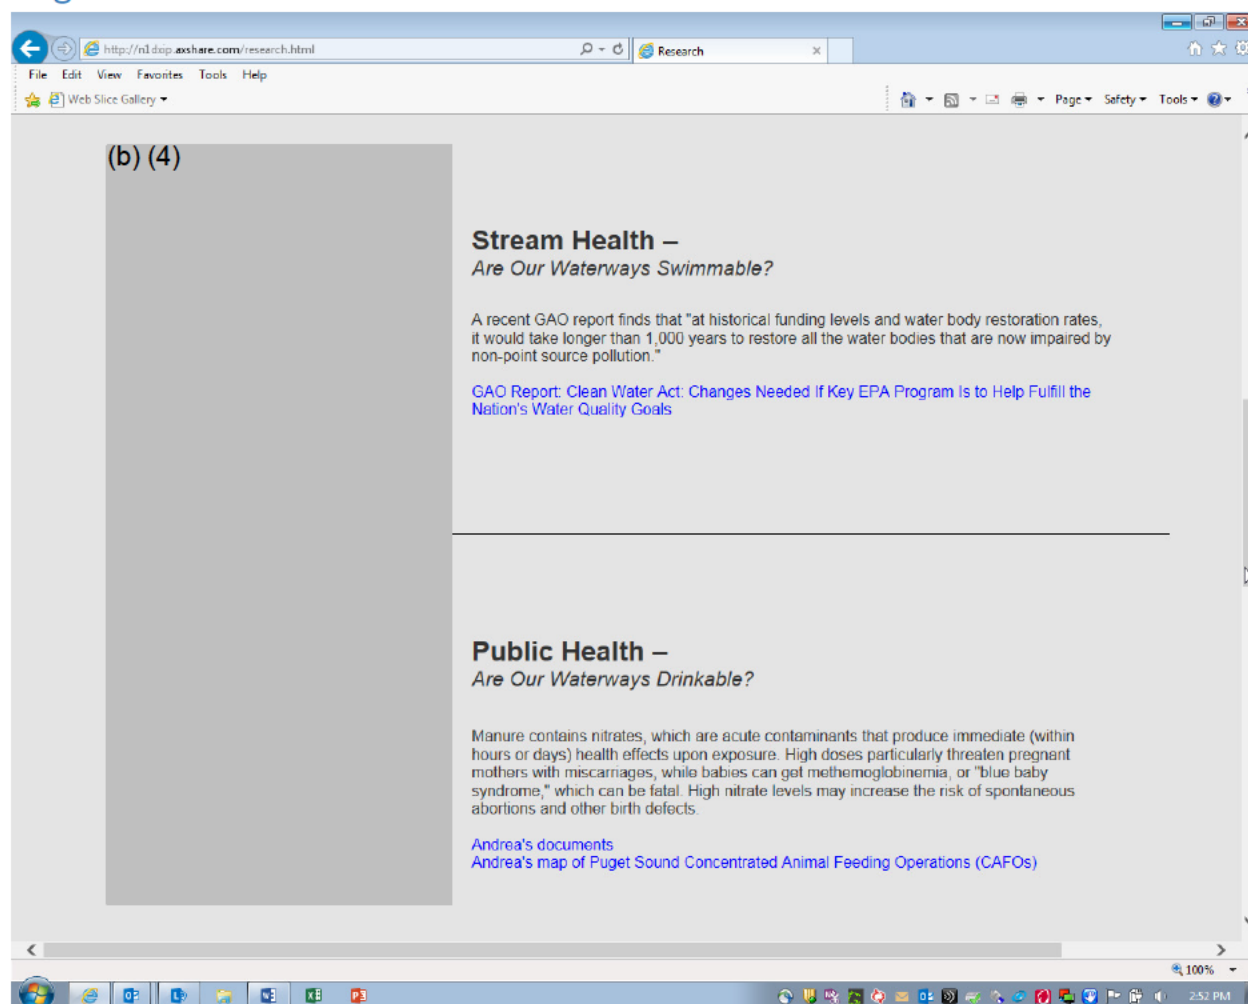 http://n1dxip.axshare.com/research.html
Research
File Edit View Favorites Tools Help
Web Slice Gallery
Page Safety Tools
(b) (4)
Stream Health –
Are Our Waterways Swimmable?
A recent GAO report finds that "at historical funding levels and water body restoration rates,
it would take longer than 1,000 years to restore all the water bodies that are now impaired by
non-point source pollution."
GAO Report: Clean Water Act: Changes Needed If Key EPA Program Is to Help Fulfill the
Nation's Water Quality Goals
Public Health –
Are Our Waterways Drinkable?
Manure contains nitrates, which are acute contaminants that produce immediate (within
hours or days) health effects upon exposure. High doses particularly threaten pregnant
mothers with miscarriages, while babies can get methemoglobinemia, or "blue baby
syndrome," which can be fatal. High nitrate levels may increase the risk of spontaneous
abortions and other birth defects.
Andrea's documents
Andrea's map of Puget Sound Concentrated Animal Feeding Operations (CAFOs)
100%
2:52 PM